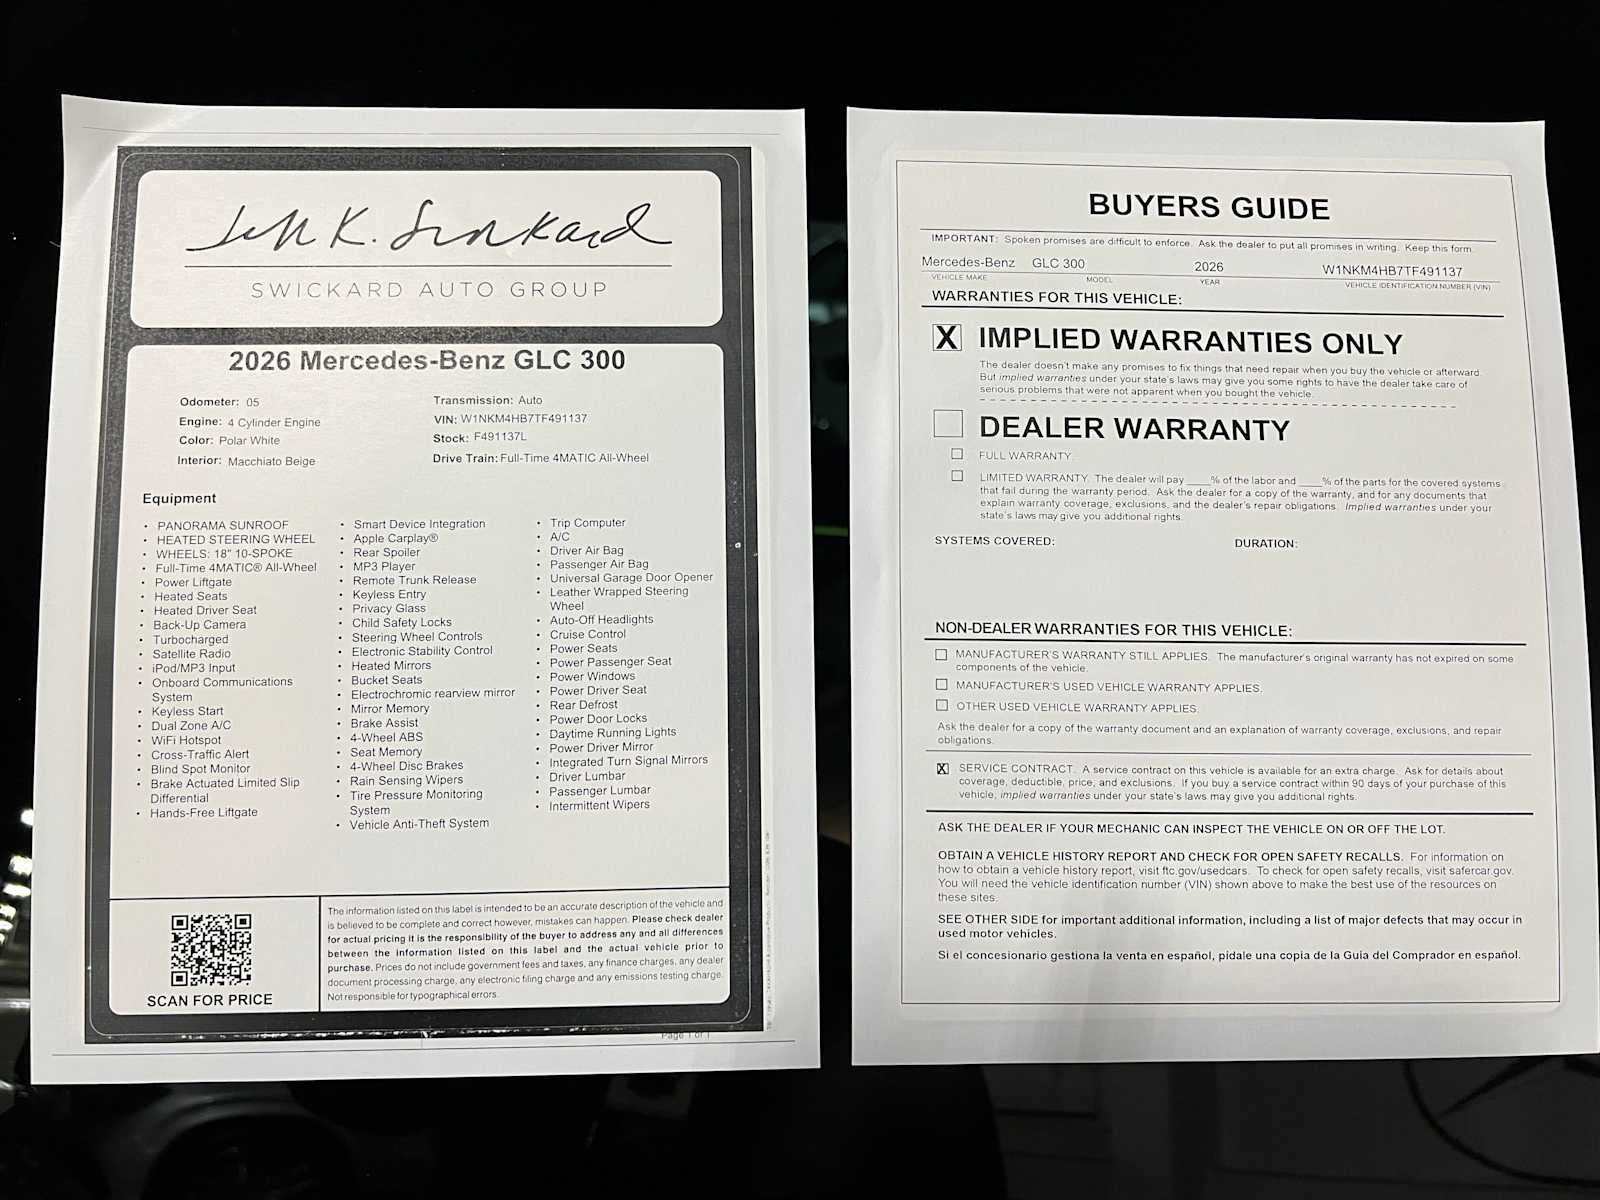 Jeff K. Swickard
SWICKARD AUTO GROUP
2026 Mercedes-Benz GLC 300
Odometer: 05
Engine: 4 Cylinder Engine
Color: Polar White
Interior: Macchiato Beige
Transmission: Auto
VIN: W1NKM4HB7TF491137
Stock: F491137L
Drive Train: Full-Time 4MATIC All-Wheel
Equipment
• PANORAMA SUNROOF
• HEATED STEERING WHEEL
• WHEELS: 18" 10-SPOKE
• Full-Time 4MATIC® All-Wheel
• Power Liftgate
• Heated Seats
• Heated Driver Seat
• Back-Up Camera
• Turbocharged
• Satellite Radio
• iPod/MP3 Input
• Onboard Communications
System
• Keyless Start
• Dual Zone A/C
• WiFi Hotspot
• Cross-Traffic Alert
• Blind Spot Monitor
• Brake Actuated Limited Slip
Differential
• Hands-Free Liftgate
• Smart Device Integration
• Apple Carplay®
• Rear Spoiler
• MP3 Player
• Remote Trunk Release
• Keyless Entry
• Privacy Glass
• Child Safety Locks
• Steering Wheel Controls
• Electronic Stability Control
• Heated Mirrors
• Bucket Seats
• Electrochromic rearview mirror
• Mirror Memory
• Brake Assist
• 4-Wheel ABS
• Seat Memory
• 4-Wheel Disc Brakes
• Rain Sensing Wipers
• Tire Pressure Monitoring
System
• Vehicle Anti-Theft System
• Trip Computer
• A/C
• Driver Air Bag
• Passenger Air Bag
• Universal Garage Door Opener
• Leather Wrapped Steering
Wheel
• Auto-Off Headlights
• Cruise Control
• Power Seats
• Power Passenger Seat
• Power Windows
• Power Driver Seat
• Rear Defrost
• Power Door Locks
• Daytime Running Lights
• Power Driver Mirror
• Integrated Turn Signal Mirrors
• Driver Lumbar
• Passenger Lumbar
• Intermittent Wipers
SCAN FOR PRICE
The information listed on this label is intended to be an accurate description of the vehicle and
is believed to be complete and correct however, mistakes can happen. Please check dealer
for actual pricing it is the responsibility of the buyer to address any and all differences
between the information listed on this label and the actual vehicle prior to
purchase. Prices do not include government fees and taxes, any finance charges, any dealer
document processing charge, any electronic filing charge and any emissions testing charge.
Not responsible for typographical errors.
Page 1 of 1
BUYERS GUIDE
IMPORTANT: Spoken promises are difficult to enforce. Ask the dealer to put all promises in writing. Keep this form.
Mercedes-Benz GLC 300 2026 W1NKM4HB7TF491137
VEHICLE MAKE MODEL YEAR VEHICLE IDENTIFICATION NUMBER (VIN)
WARRANTIES FOR THIS VEHICLE:
X IMPLIED WARRANTIES ONLY
The dealer doesn't make any promises to fix things that need repair when you buy the vehicle or afterward.
But implied warranties under your state's laws may give you some rights to have the dealer take care of
serious problems that were not apparent when you bought the vehicle.
DEALER WARRANTY
FULL WARRANTY.
LIMITED WARRANTY. The dealer will pay ____% of the labor and ____% of the parts for the covered systems
that fail during the warranty period. Ask the dealer for a copy of the warranty, and for any documents that
explain warranty coverage, exclusions, and the dealer's repair obligations. Implied warranties under your
state's laws may give you additional rights.
SYSTEMS COVERED: DURATION:
NON-DEALER WARRANTIES FOR THIS VEHICLE:
MANUFACTURER'S WARRANTY STILL APPLIES. The manufacturer's original warranty has not expired on some
components of the vehicle.
MANUFACTURER'S USED VEHICLE WARRANTY APPLIES.
OTHER USED VEHICLE WARRANTY APPLIES.
Ask the dealer for a copy of the warranty document and an explanation of warranty coverage, exclusions, and repair
obligations.
X SERVICE CONTRACT. A service contract on this vehicle is available for an extra charge. Ask for details about
coverage, deductible, price, and exclusions. If you buy a service contract within 90 days of your purchase of this
vehicle, implied warranties under your state's laws may give you additional rights.
ASK THE DEALER IF YOUR MECHANIC CAN INSPECT THE VEHICLE ON OR OFF THE LOT.
OBTAIN A VEHICLE HISTORY REPORT AND CHECK FOR OPEN SAFETY RECALLS. For information on
how to obtain a vehicle history report, visit ftc.gov/usedcars. To check for open safety recalls, visit safercar.gov.
You will need the vehicle identification number (VIN) shown above to make the best use of the resources on
these sites.
SEE OTHER SIDE for important additional information, including a list of major defects that may occur in
used motor vehicles.
Si el concesionario gestiona la venta en español, pidale una copia de la Guia del Comprador en español.